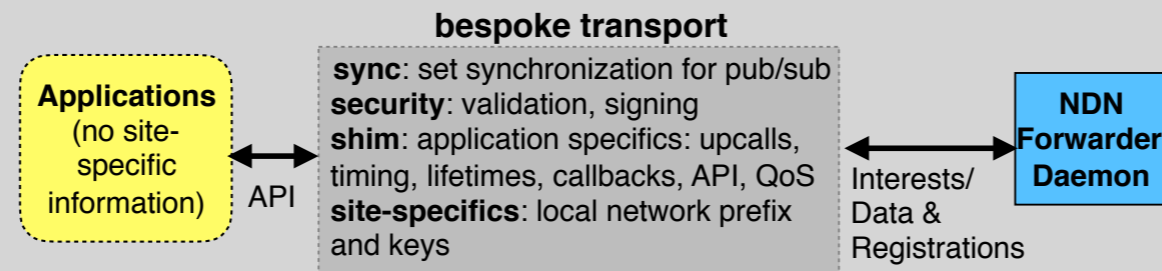 bespoke transport
Applications
(no site-
specific
information)
API
sync: set synchronization for pub/sub
security: validation, signing
shim: application specifics: upcalls,
timing, lifetimes, callbacks, API, QoS
site-specifics: local network prefix
and keys
Interests/
Data &
Registrations
NDN
Forwarder
Daemon